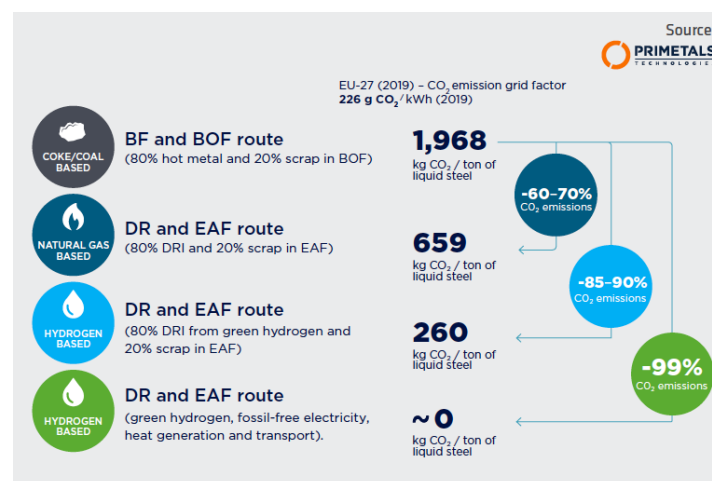 Source
PRIMETALS
TECHNOLOGIES
EU-27 (2019) – CO₂ emission grid factor
226 g CO₂/kWh (2019)
COKE/COAL
BASED
BF and BOF route
(80% hot metal and 20% scrap in BOF)
1,968
kg CO₂ / ton of
liquid steel
-60–70%
CO₂ emissions
NATURAL GAS
BASED
DR and EAF route
(80% DRI and 20% scrap in EAF)
659
kg CO₂ / ton of
liquid steel
-85–90%
CO₂ emissions
HYDROGEN
BASED
DR and EAF route
(80% DRI from green hydrogen and
20% scrap in EAF)
260
kg CO₂ / ton of
liquid steel
-99%
CO₂ emissions
HYDROGEN
BASED
DR and EAF route
(green hydrogen, fossil-free electricity,
heat generation and transport).
~0
kg CO₂ / ton of
liquid steel